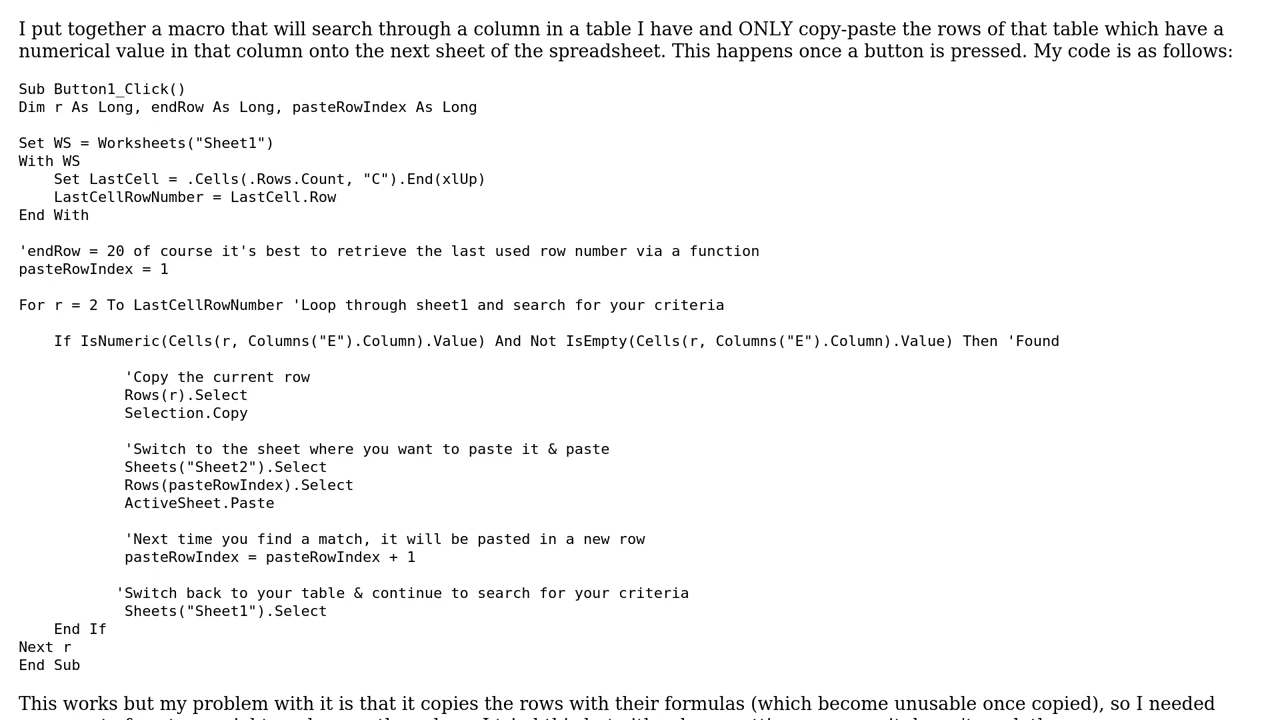 I put together a macro that will search through a column in a table I have and ONLY copy-paste the rows of that table which have a
numerical value in that column onto the next sheet of the spreadsheet. This happens once a button is pressed. My code is as follows:
Sub Button1_Click()
Dim r As Long, endRow As Long, pasteRowIndex As Long
Set WS = Worksheets("Sheet1")
With WS
    Set LastCell = .Cells(.Rows.Count, "C").End(xlUp)
    LastCellRowNumber = LastCell.Row
End With
'endRow = 20 of course it's best to retrieve the last used row number via a function
pasteRowIndex = 1
For r = 2 To LastCellRowNumber 'Loop through sheet1 and search for your criteria
    If IsNumeric(Cells(r, Columns("E").Column).Value) And Not IsEmpty(Cells(r, Columns("E").Column).Value) Then 'Found
            'Copy the current row
            Rows(r).Select
            Selection.Copy
            'Switch to the sheet where you want to paste it & paste
            Sheets("Sheet2").Select
            Rows(pasteRowIndex).Select
            ActiveSheet.Paste
            'Next time you find a match, it will be pasted in a new row
            pasteRowIndex = pasteRowIndex + 1
           'Switch back to your table & continue to search for your criteria
            Sheets("Sheet1").Select
    End If
Next r
End Sub
This works but my problem with it is that it copies the rows with their formulas (which become unusable once copied), so I needed